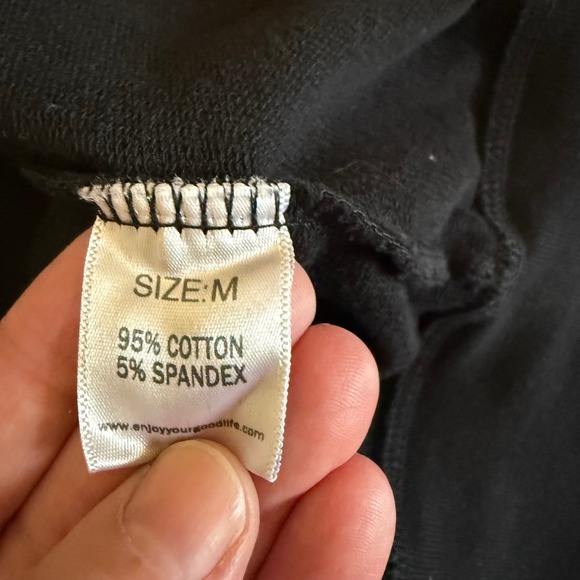 SIZE:M
95% COTTON
5% SPANDEX
www.enjoyyourgoodlife.com